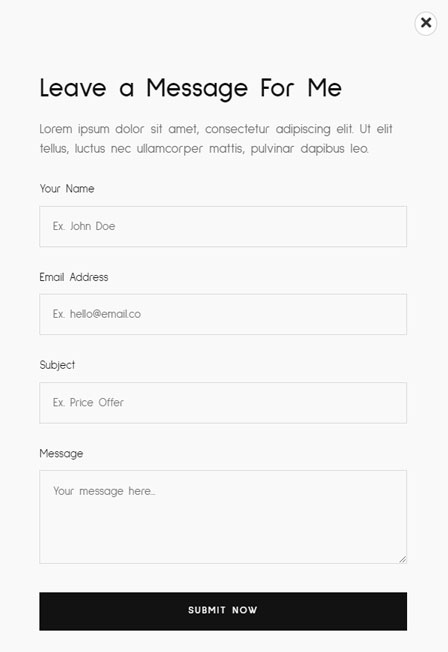 Leave a Message For Me
Lorem ipsum dolor sit amet, consectetur adipiscing elit. Ut elit
tellus, luctus nec ullamcorper mattis, pulvinar dapibus leo.
Your Name
Ex. John Doe
Email Address
Ex. hello@email.co
Subject
Ex. Price Offer
Message
Your message here..
SUBMIT NOW